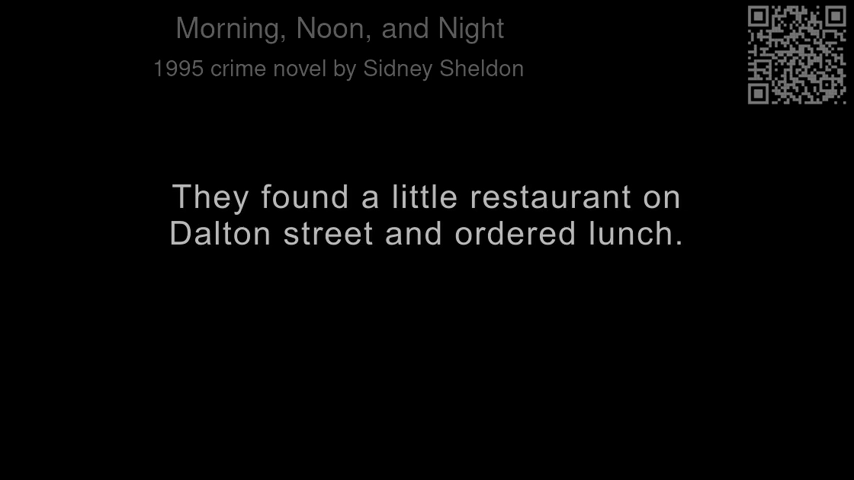 Morning, Noon, and Night
1995 crime novel by Sidney Sheldon
They found a little restaurant on
Dalton street and ordered lunch.